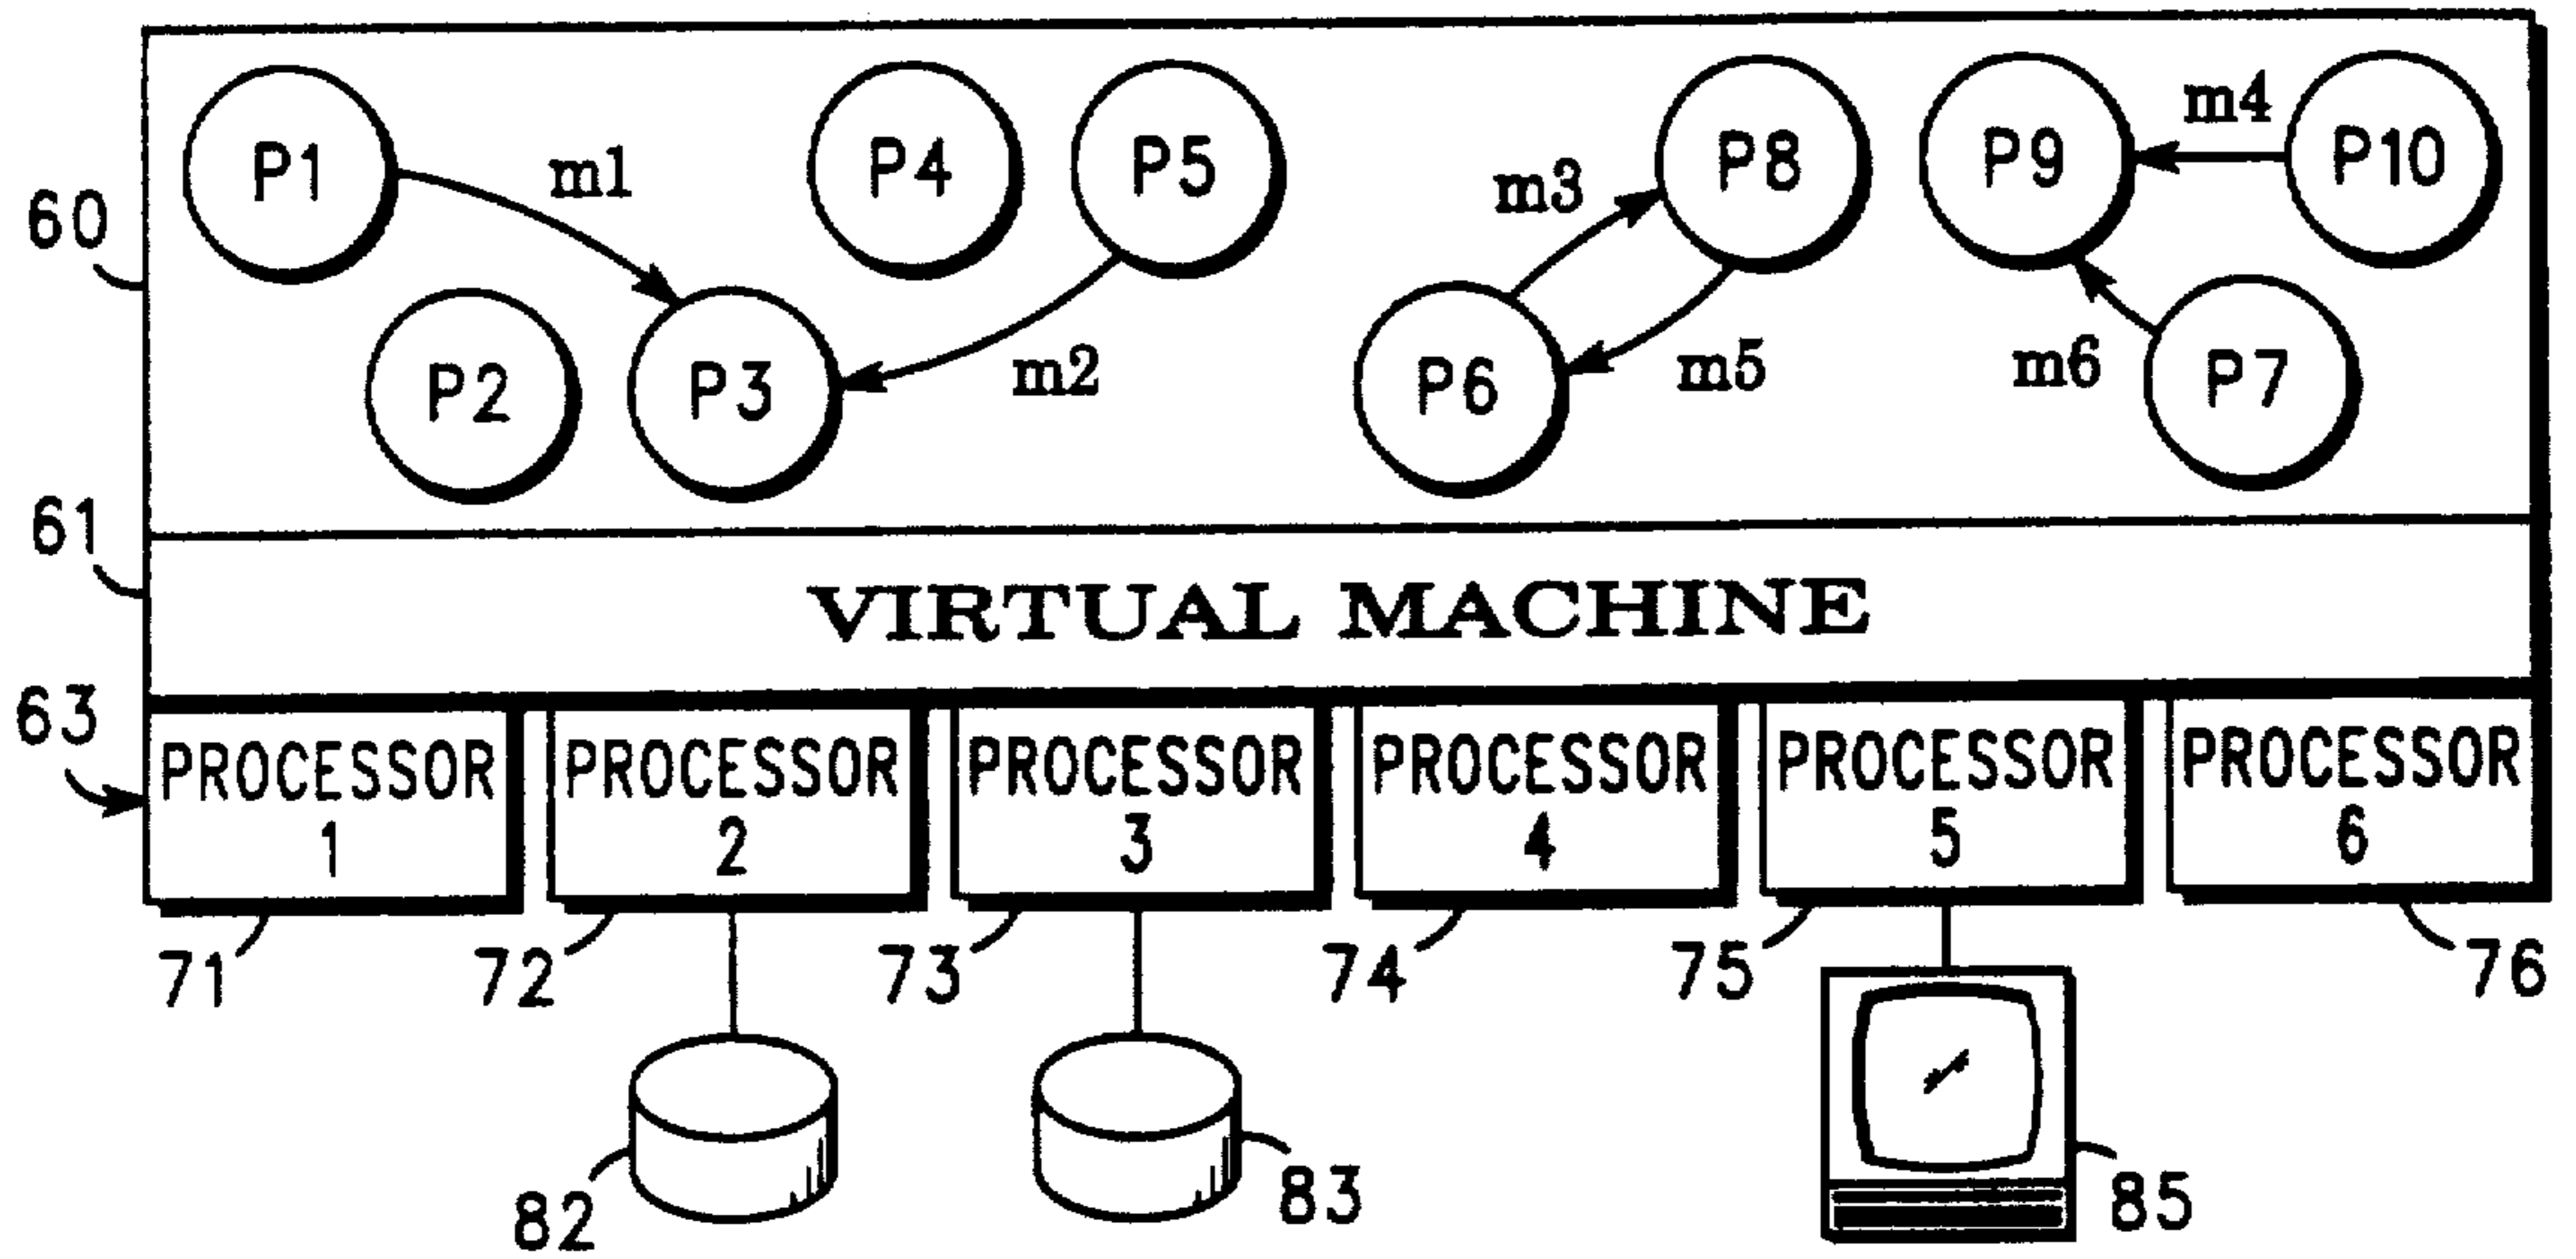 P1
m1
P4
P5
m3
P8
P9
m4
P10
60
P2
P3
m2
P6
m5
m6
P7
61
VIRTUAL MACHINE
63
PROCESSOR
1
PROCESSOR
2
PROCESSOR
3
PROCESSOR
4
PROCESSOR
5
PROCESSOR
6
71
72
73
74
75
76
82
83
85